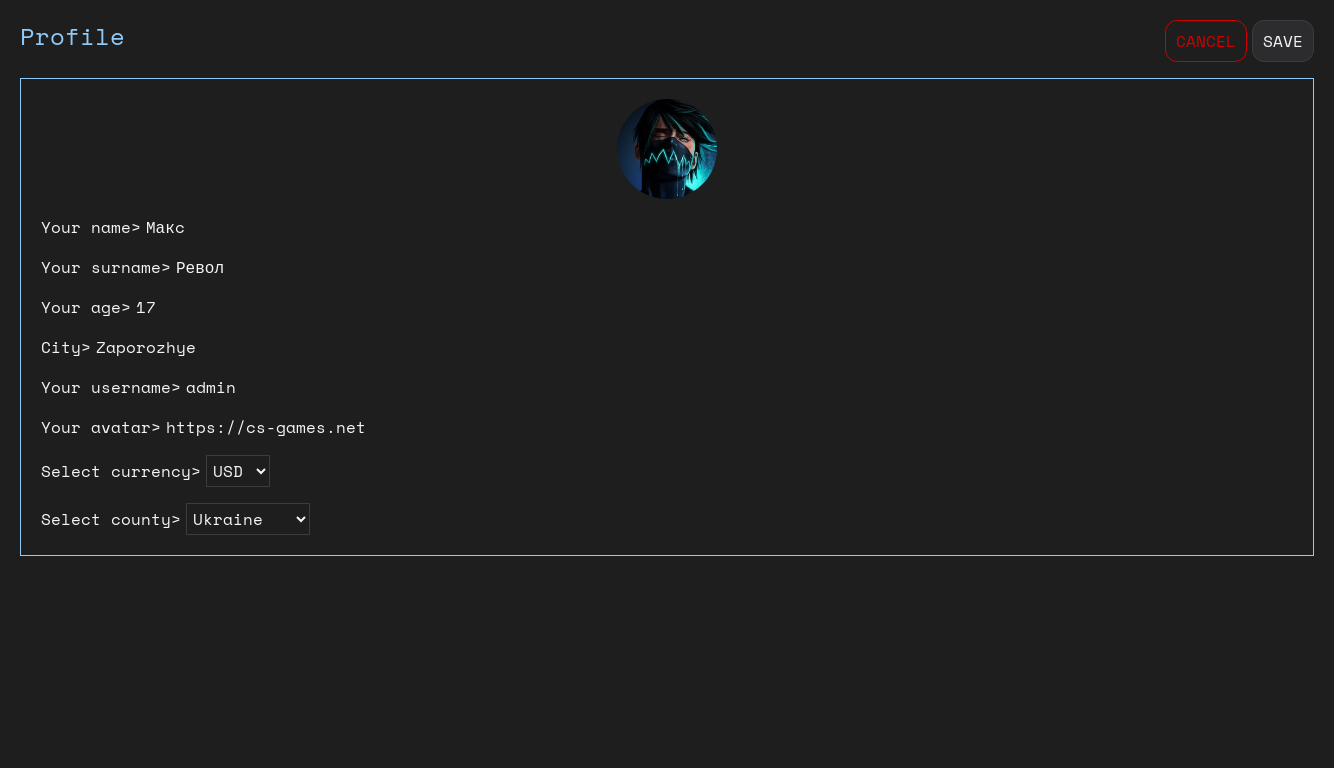 Profile
CANCEL SAVE
Your name> Макс
Your surname> Револ
Your age> 17
City> Zaporozhye
Your username> admin
Your avatar> https://cs-games.net
Select currency> USD
Select county> Ukraine